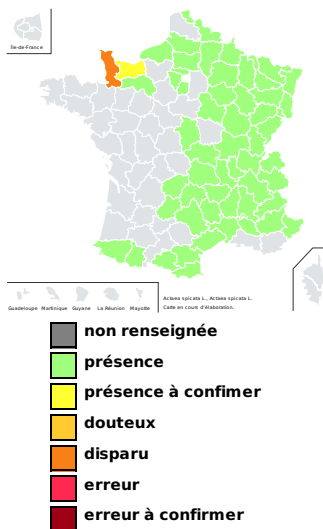 Île-de-France
Guadeloupe Martinique Guyane La Réunion Mayotte
Actaea spicata L., Actaea spicata L.
Carte en cours d'élaboration.
non renseignée
présence
présence à confimer
douteux
disparu
erreur
erreur à confirmer